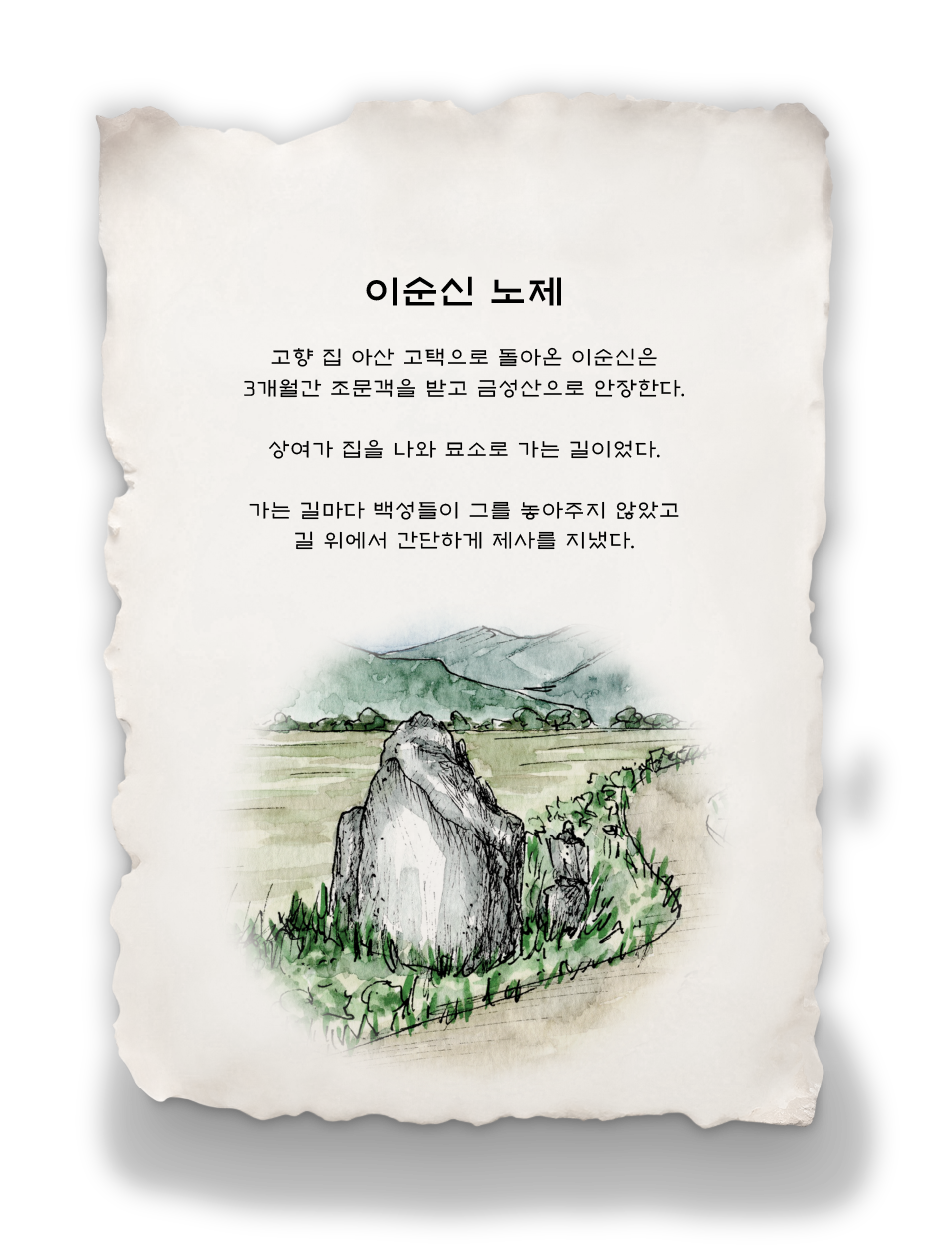 이순신 노제
고향 집 아산 고택으로 돌아온 이순신은
3개월간 조문객을 받고 금성산으로 안장한다.
상여가 집을 나와 묘소로 가는 길이었다.
가는 길마다 백성들이 그를 놓아주지 않았고
길 위에서 간단하게 제사를 지냈다.